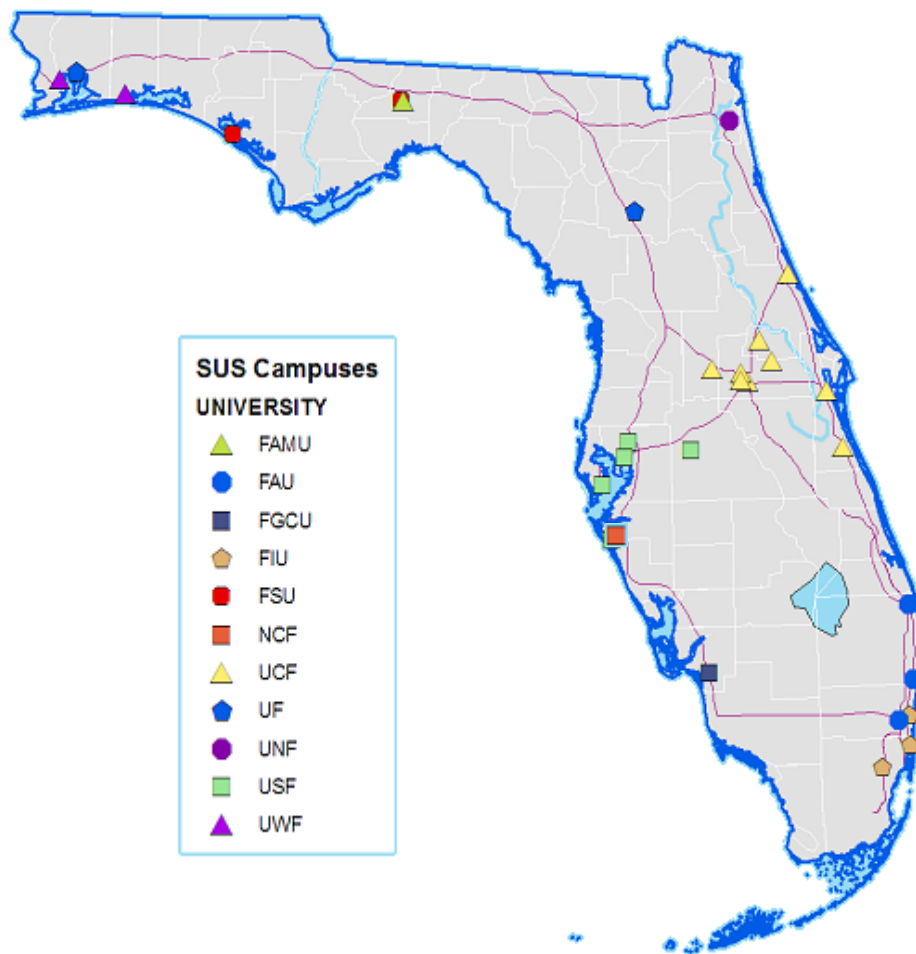 SUS Campuses
UNIVERSITY
FAMU
FAU
FGCU
FIU
FSU
NCF
UCF
UF
UNF
USF
UWF